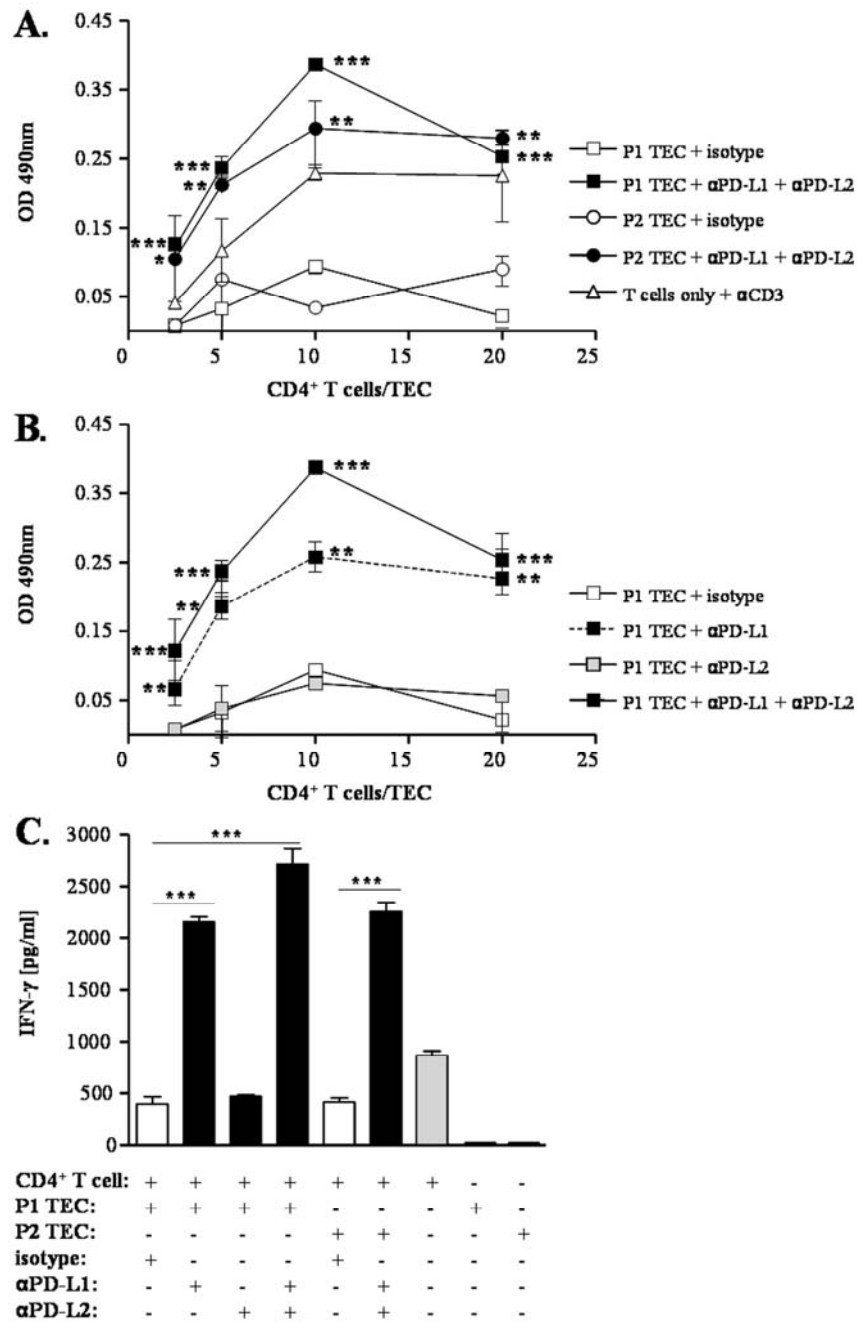 A.
0.45
***
0.35
**
**
***
***
0.25
**
***
*
0.15
0.05
OD 490nm
P1 TEC + isotype
P1 TEC + αPD-L1 + αPD-L2
P2 TEC + isotype
P2 TEC + αPD-L1 + αPD-L2
T cells only + αCD3
0 5 10 15 20 25
CD4⁺ T cells/TEC
B.
0.45
***
0.35
***
**
0.25
***
**
**
***
0.15
**
0.05
OD 490nm
P1 TEC + isotype
P1 TEC + αPD-L1
P1 TEC + αPD-L2
P1 TEC + αPD-L1 + αPD-L2
0 5 10 15 20 25
CD4⁺ T cells/TEC
C.
3000
***
2500
***
***
2000
1500
1000
500
0
IFN-γ [pg/ml]
CD4⁺ T cell: + + + + + + + - -
P1 TEC: + + + + - - - + -
P2 TEC: - - - - + + - - +
isotype: + - - - + - - - -
αPD-L1: - + - + - + - - -
αPD-L2: - - + + - + - - -